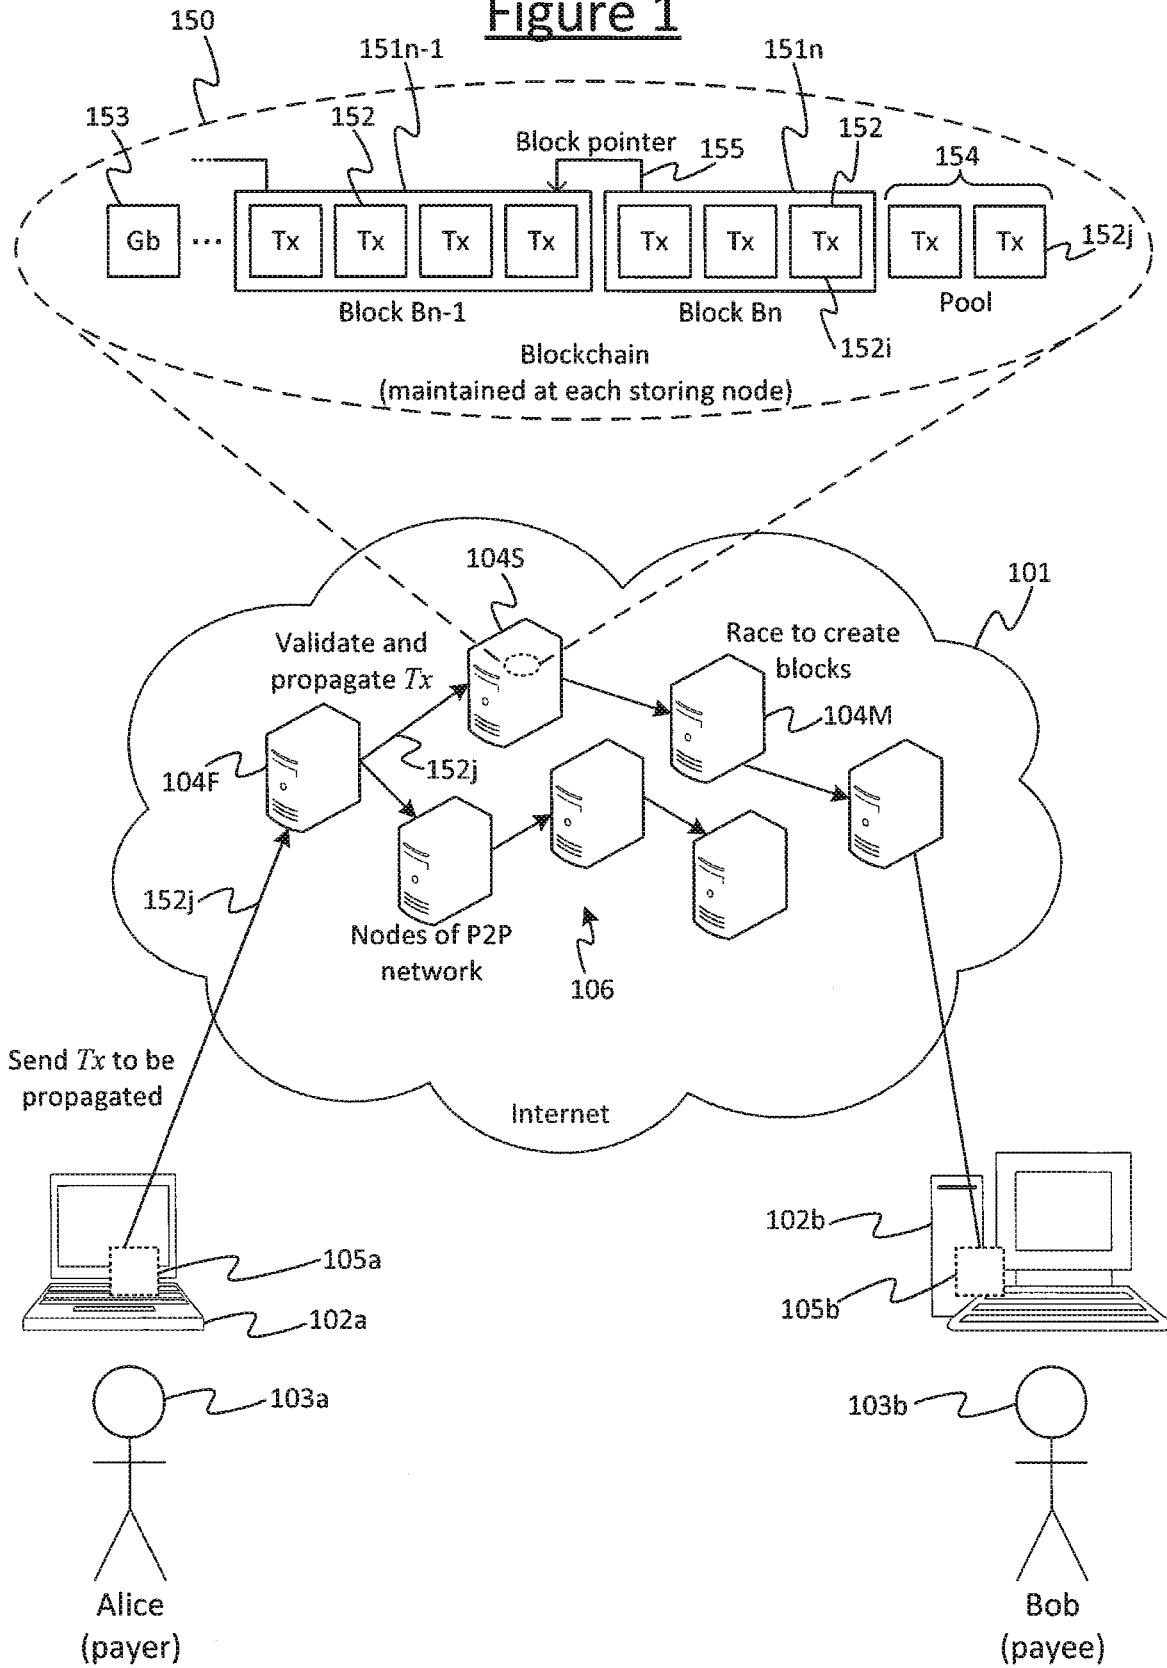 Figure 1
150
151n-1
151n
153
152
Block pointer
155
152
154
Gb
...
Tx
Tx
Tx
Tx
Tx
Tx
Tx
Tx
Tx
152j
Block Bn-1
Block Bn
Pool
152i
Blockchain
(maintained at each storing node)
104S
101
Validate and
propagate Tx
Race to create
blocks
104M
104F
152j
152j
Nodes of P2P
network
106
Send Tx to be
propagated
Internet
102b
105a
105b
102a
103a
103b
Alice
(payer)
Bob
(payee)